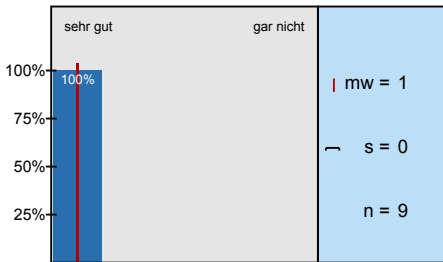 sehr gut gar nicht
100%
75%
50%
25%
100%
mw = 1
s = 0
n = 9